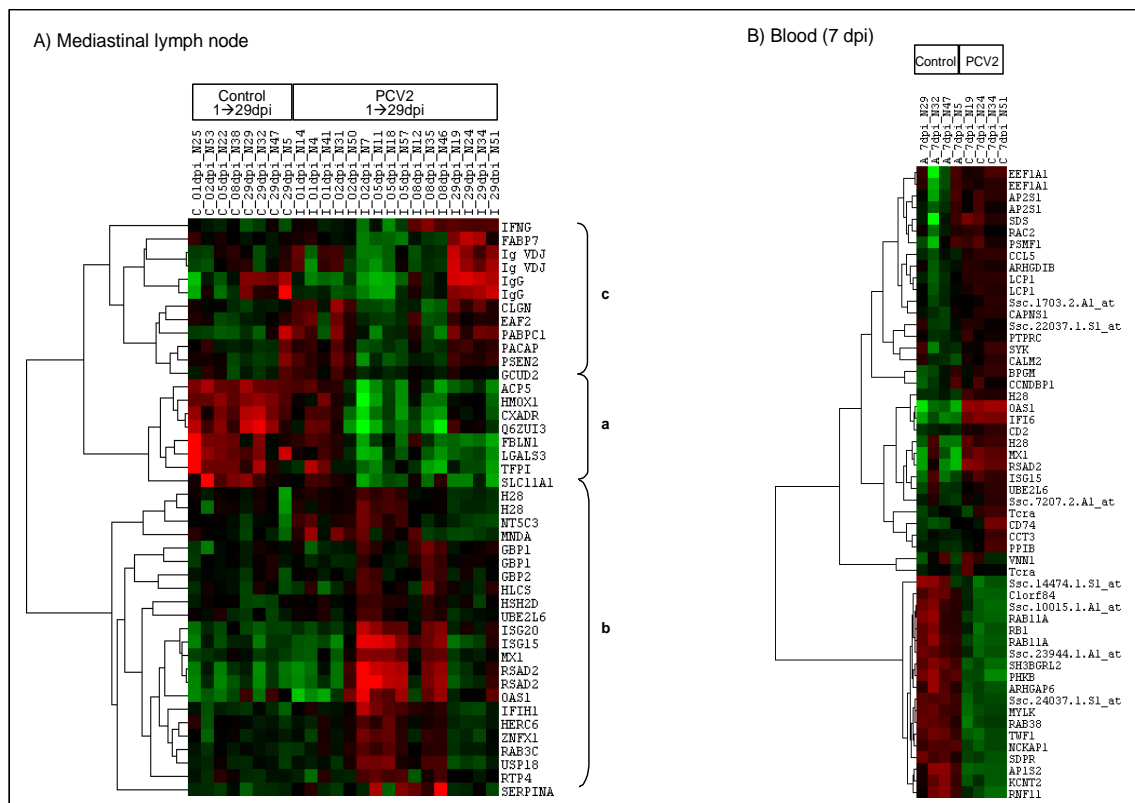 A) Mediastinal lymph node
Control
1→29dpi
PCV2
1→29dpi
C_01dpi_N25
C_02dpi_N53
C_05dpi_N22
C_08dpi_N38
C_29dpi_N29
C_29dpi_N32
C_29dpi_N47
C_29dpi_N5
I_01dpi_N14
I_01dpi_N4
I_01dpi_N41
I_02dpi_N31
I_02dpi_N50
I_02dpi_N7
I_05dpi_N11
I_05dpi_N18
I_05dpi_N57
I_08dpi_N12
I_08dpi_N35
I_08dpi_N46
I_29dpi_N19
I_29dpi_N24
I_29dpi_N34
I_29dpi_N51
IFNG
FABP7
Ig VDJ
Ig VDJ
IgG
IgG
CLGN
EAF2
PABPC1
PACAP
PSEN2
GCUD2
ACP5
HMOX1
CXADR
Q6ZUI3
FBLN1
LGALS3
TFPI
SLC11A1
H28
H28
NT5C3
MNDA
GBP1
GBP1
GBP2
HLCS
HSH2D
UBE2L6
ISG20
ISG15
MX1
RSAD2
RSAD2
OAS1
IFIH1
HERC6
ZNFX1
RAB3C
USP18
RTP4
SERPINA
c
a
b
B) Blood (7 dpi)
Control
PCV2
A_7dpi_N29
A_7dpi_N32
A_7dpi_N47
A_7dpi_N5
C_7dpi_N19
C_7dpi_N24
C_7dpi_N34
C_7dpi_N51
EEF1A1
EEF1A1
AP2S1
AP2S1
SDS
RAC2
PSMF1
CCL5
ARHGDIB
LCP1
LCP1
Ssc.1703.2.A1_at
CAPNS1
Ssc.22037.1.S1_at
PTPRC
SYK
CALM2
BPGM
CCNDBP1
H28
OAS1
IFI6
CD2
H28
MX1
RSAD2
ISG15
UBE2L6
Ssc.7207.2.A1_at
Tcra
CD74
CCT3
PPIB
VNN1
Tcra
Ssc.14474.1.S1_at
C1orf84
Ssc.10015.1.A1_at
RAB11A
RB1
RAB11A
Ssc.23944.1.A1_at
SH3BGRL2
PHKB
ARHGAP6
Ssc.24037.1.S1_at
MYLK
RAB38
TWF1
NCKAP1
SDPR
AP1S2
KCNT2
RNF11